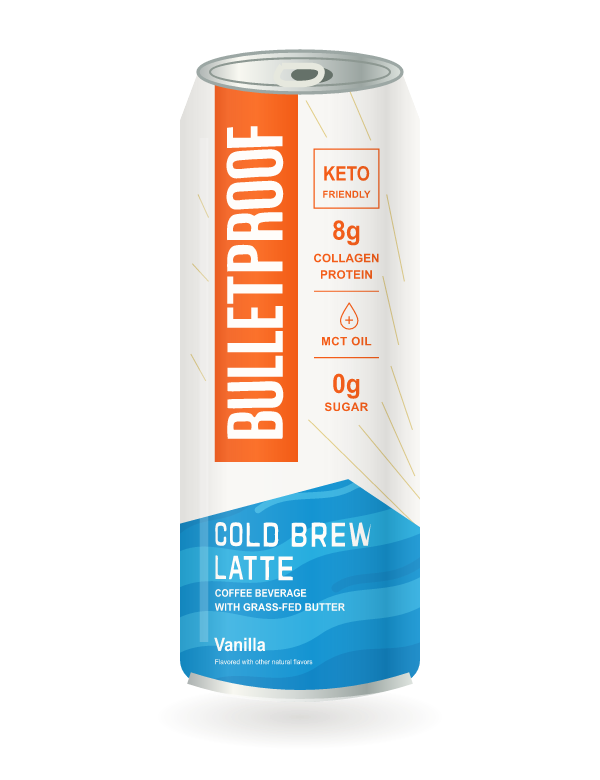 BULLETPROOF
KETO
FRIENDLY
8g
COLLAGEN
PROTEIN
MCT OIL
0g
SUGAR
COLD BREW
LATTE
COFFEE BEVERAGE
WITH GRASS-FED BUTTER
Vanilla
Flavored with other natural flavors